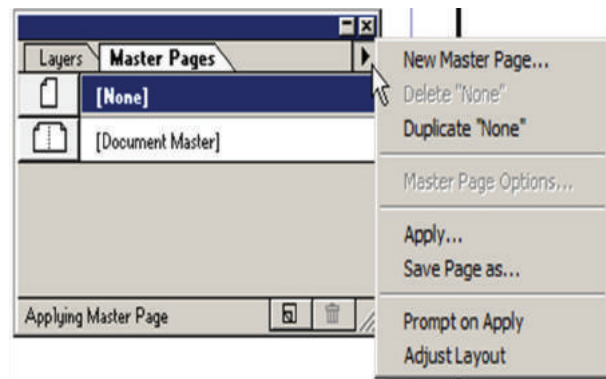 Layers Master Pages
[None]
[Document Master]
Applying Master Page
New Master Page...
Delete "None"
Duplicate "None"
Master Page Options...
Apply...
Save Page as...
Prompt on Apply
Adjust Layout